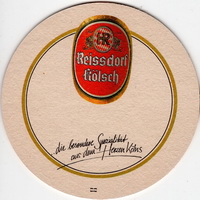 Reissdorf
Kölsch
die besondere Spezialität
aus dem Herzen Kölns